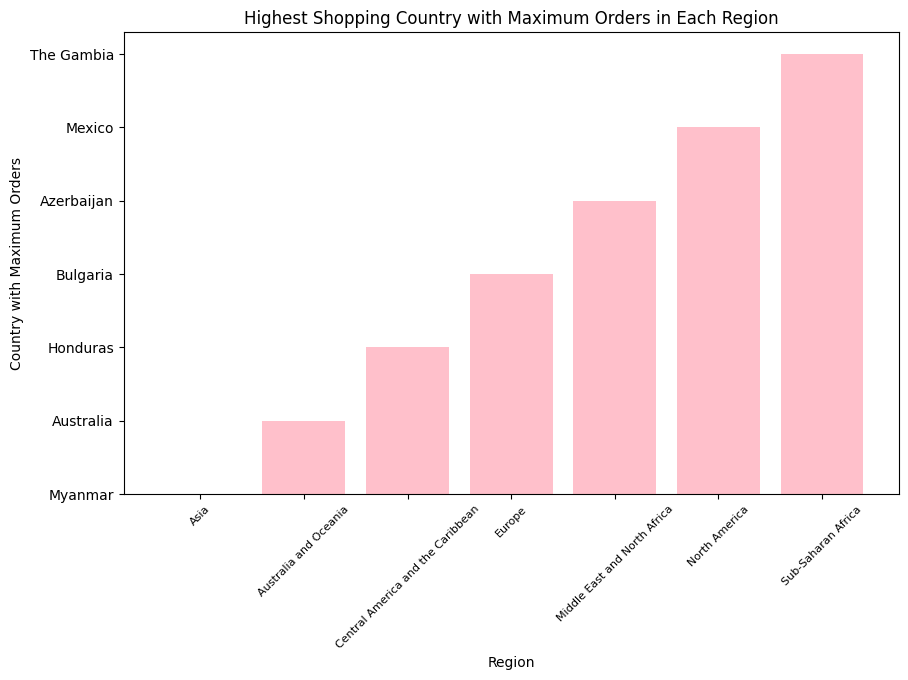 Highest Shopping Country with Maximum Orders in Each Region
Country with Maximum Orders
The Gambia
Mexico
Azerbaijan
Bulgaria
Honduras
Australia
Myanmar
Asia
Australia and Oceania
Central America and the Caribbean
Europe
Middle East and North Africa
North America
Sub-Saharan Africa
Region